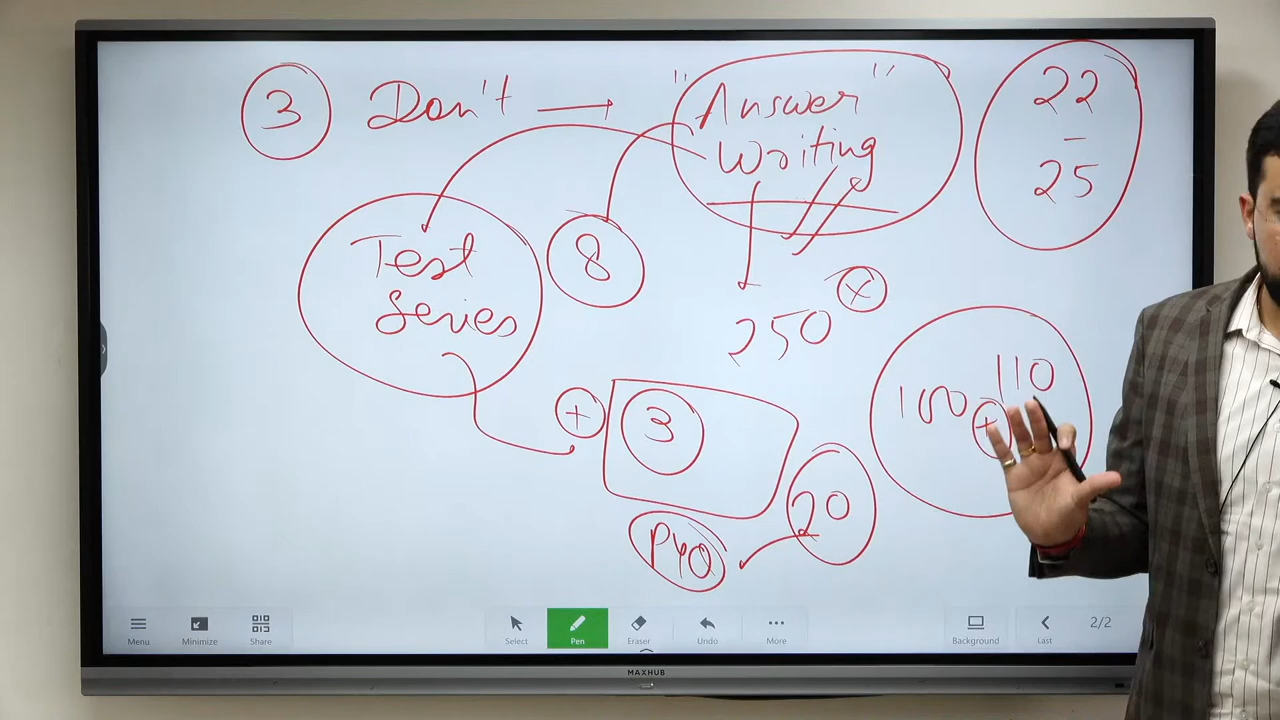 3 Don't → "Answer Writing"
22
-
25
Test
Series
8
250
+
+
3
100
110
+
20
PYQ
Menu
Minimize
Share
Select
Pen
Eraser
Undo
More
Background
Last
2/2
MAXHUB